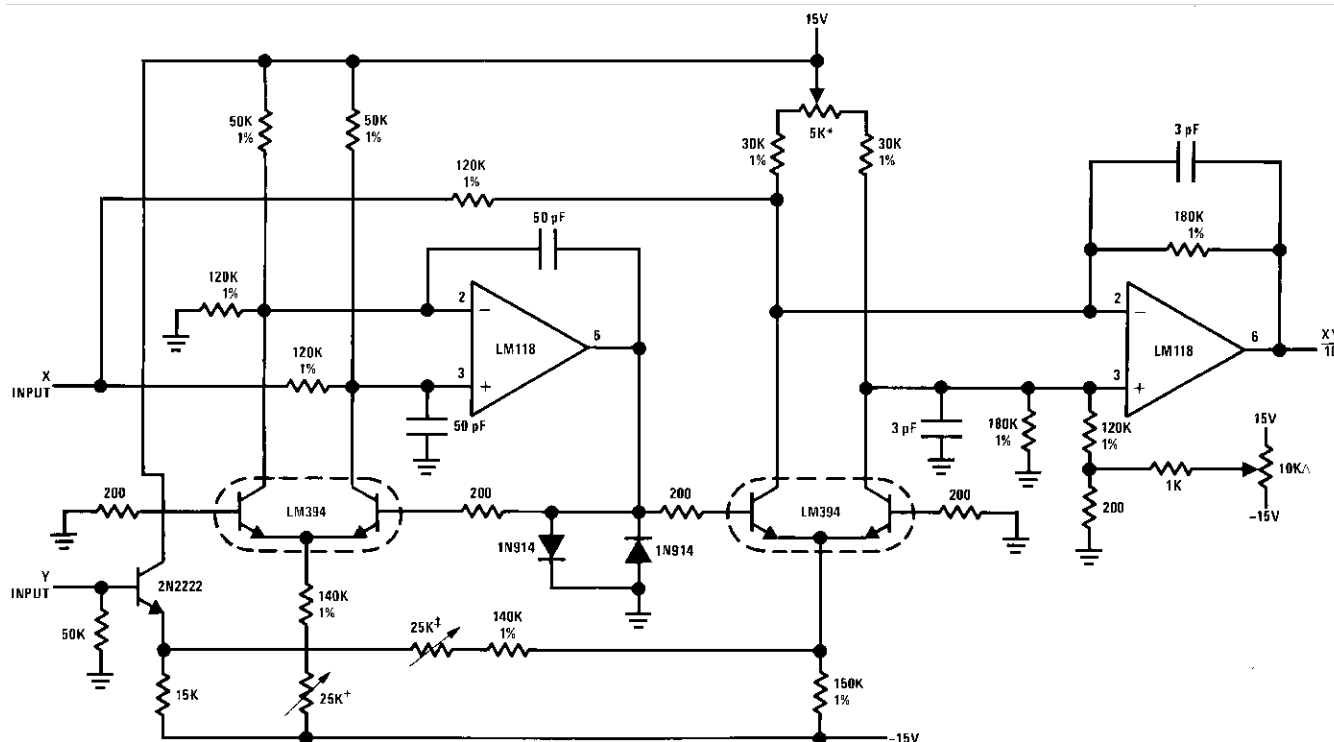 15V
50K
1%
50K
1%
5K*
30K
1%
30K
1%
3 pF
120K
1%
50 pF
180K
1%
120K
1%
2
-
LM118
6
3
+
2
-
LM118
6
3
+
XY
10
X
INPUT
120K
1%
50 pF
3 pF
180K
1%
120K
1%
15V
10K△
-15V
1K
200
200
LM394
200
200
LM394
200
1N914
1N914
Y
INPUT
2N2222
50K
140K
1%
25K‡
140K
1%
15K
25K+
150K
1%
-15V